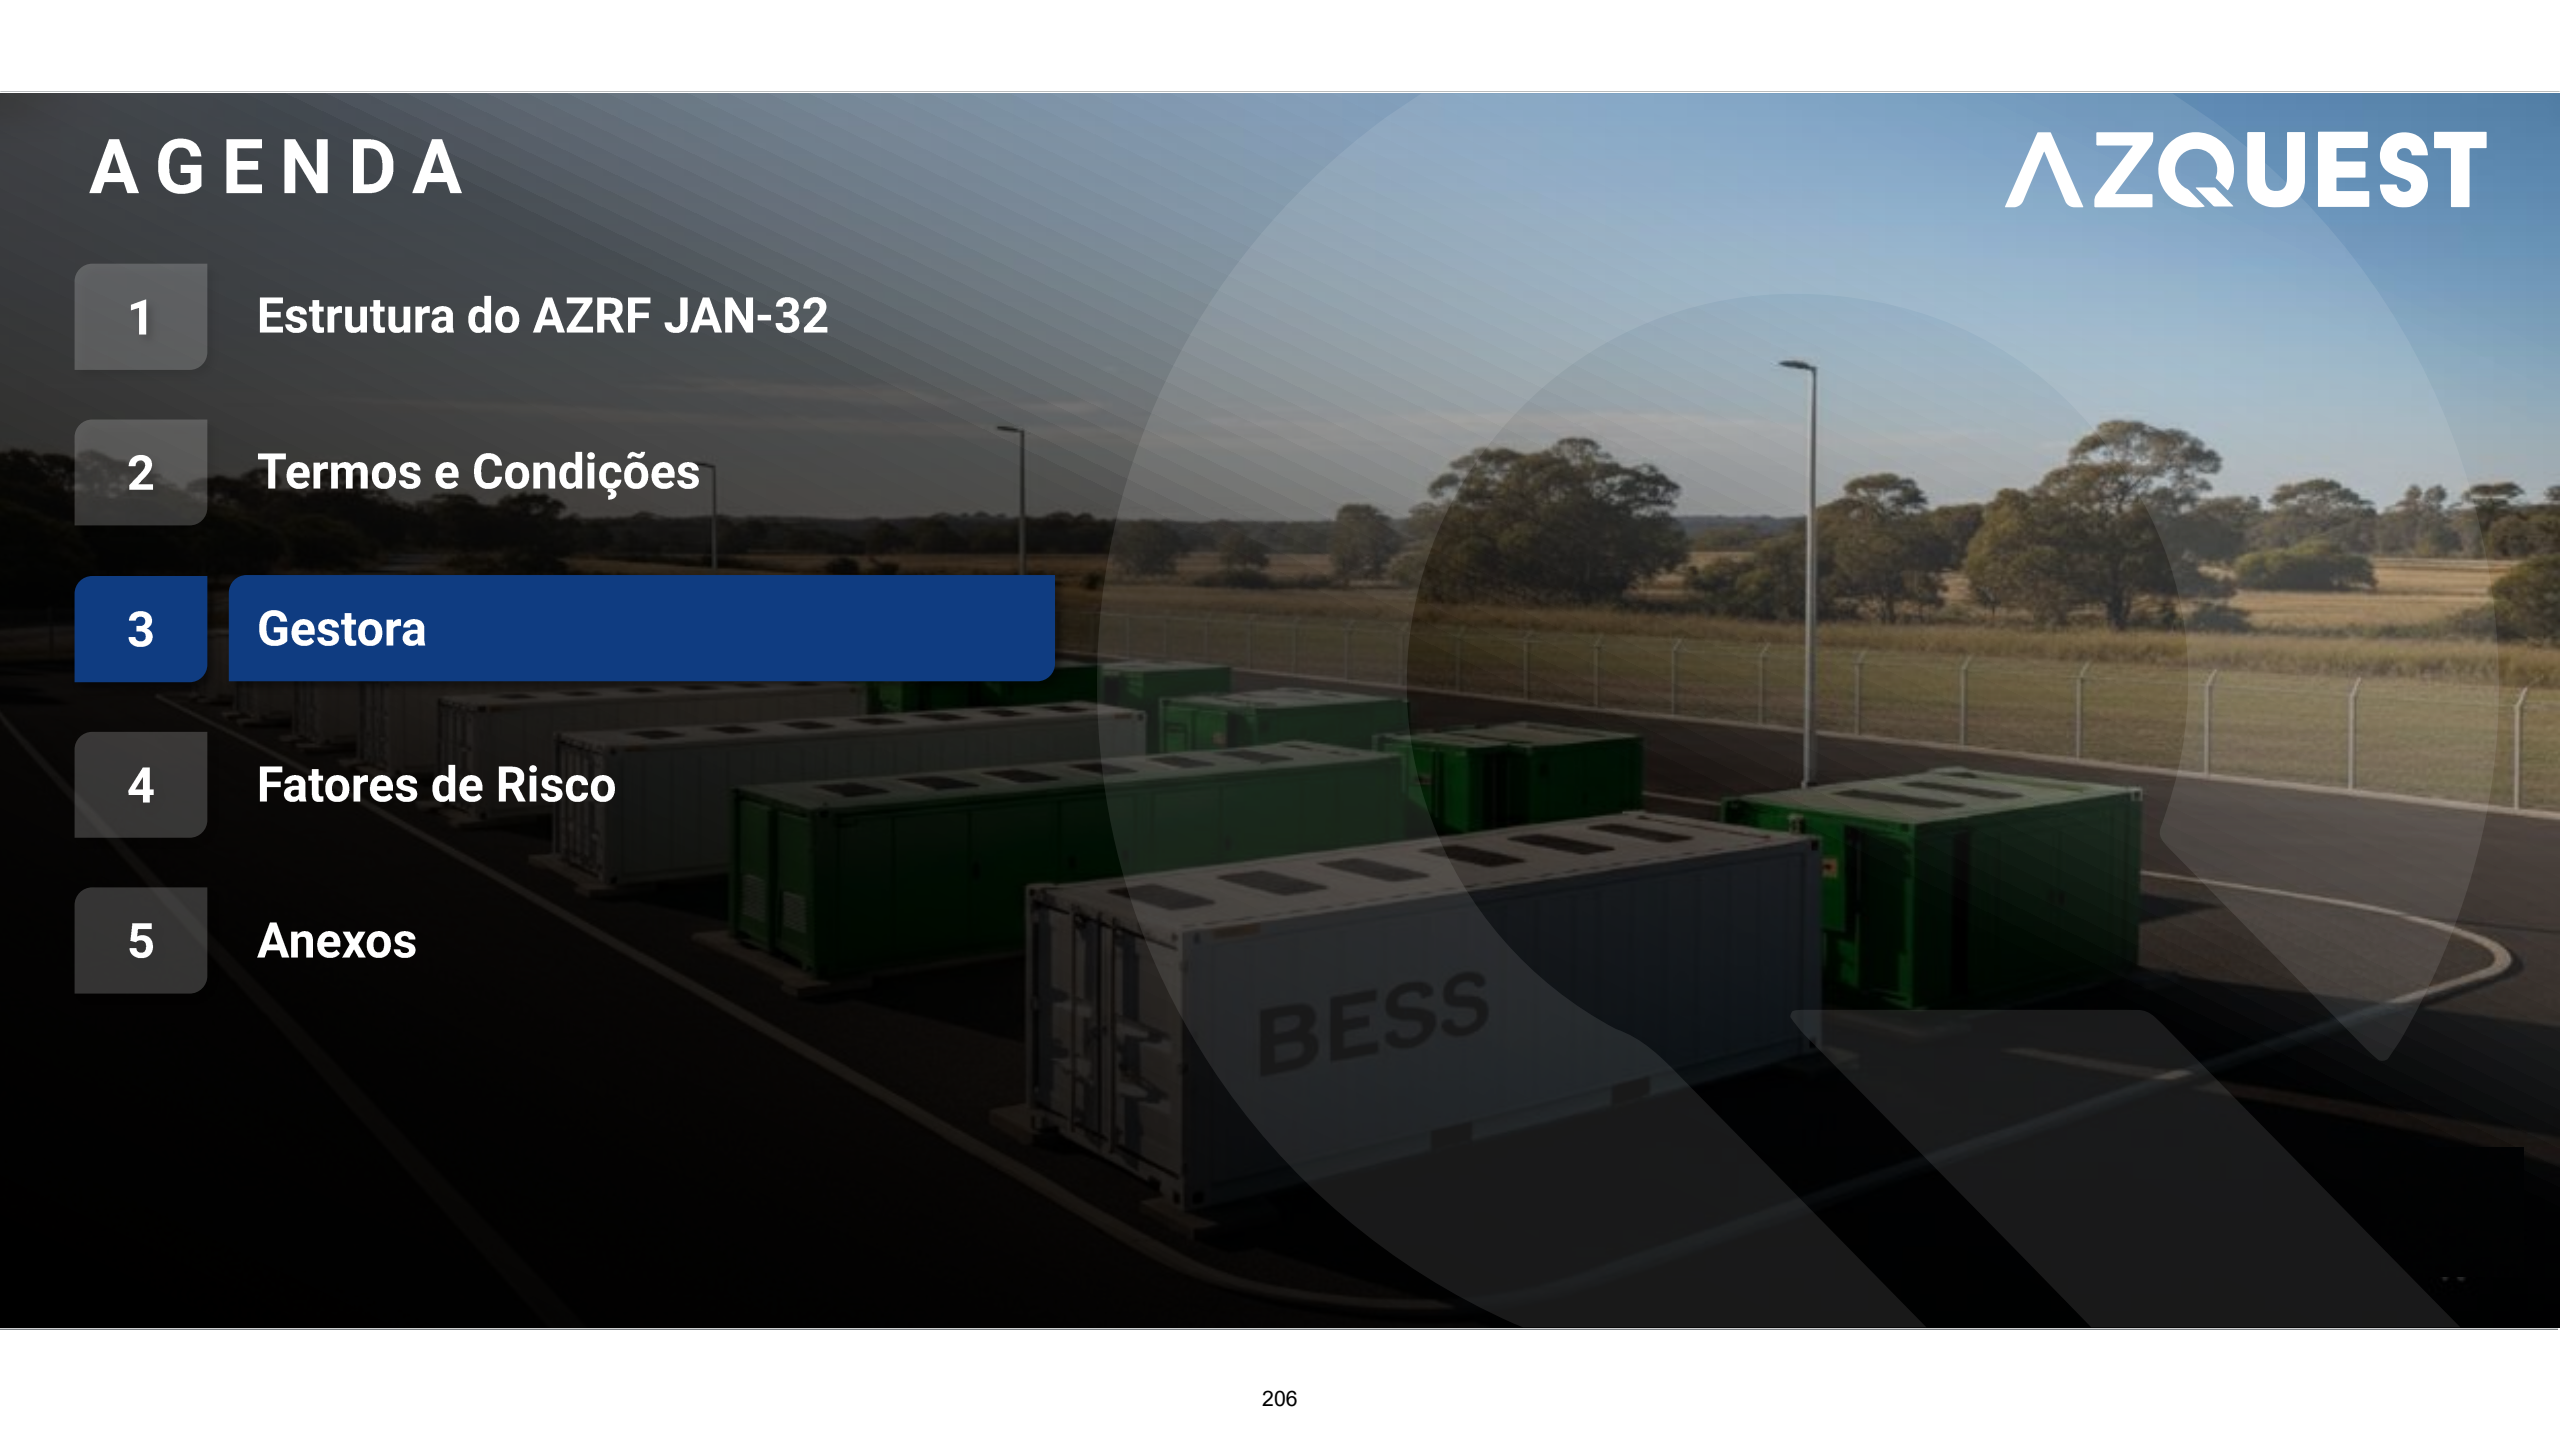 AGENDA
AZQUEST
1 Estrutura do AZRF JAN-32
2 Termos e Condições
3 Gestora
4 Fatores de Risco
5 Anexos
BESS
206